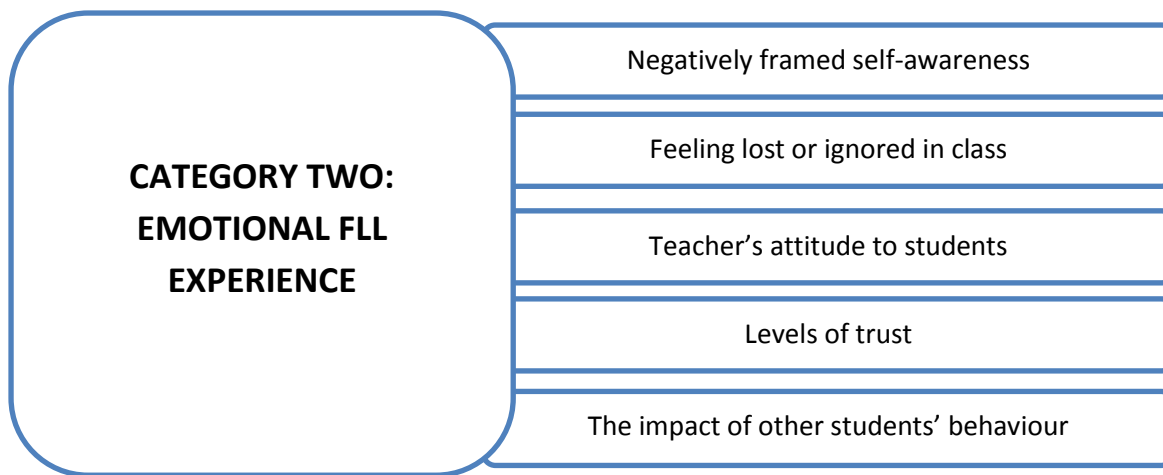 CATEGORY TWO:
EMOTIONAL FLL
EXPERIENCE
Negatively framed self-awareness
Feeling lost or ignored in class
Teacher’s attitude to students
Levels of trust
The impact of other students’ behaviour